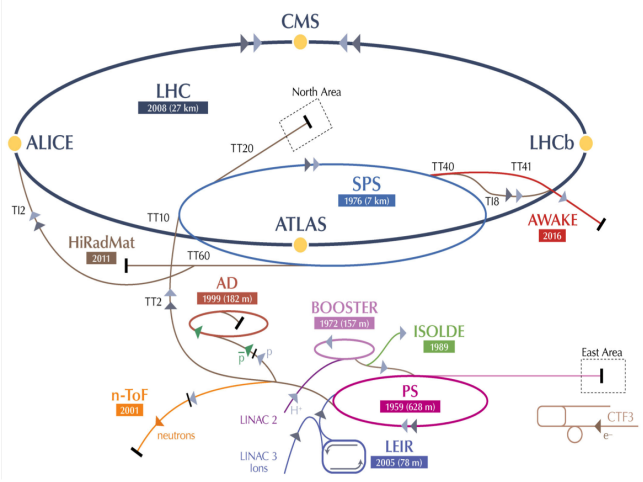 CMS
LHC
2008 (27 km)
North Area
ALICE
LHCb
TT20
TT40
TT41
SPS
1976 (7 km)
TI8
TI2
TT10
ATLAS
AWAKE
2016
HiRadMat
2011
TT60
AD
1999 (182 m)
TT2
BOOSTER
1972 (157 m)
ISOLDE
1989
p
p̅
East Area
n-ToF
2001
PS
1959 (628 m)
LINAC 2
H⁺
neutrons
CTF3
e⁻
LINAC 3
Ions
LEIR
2005 (78 m)